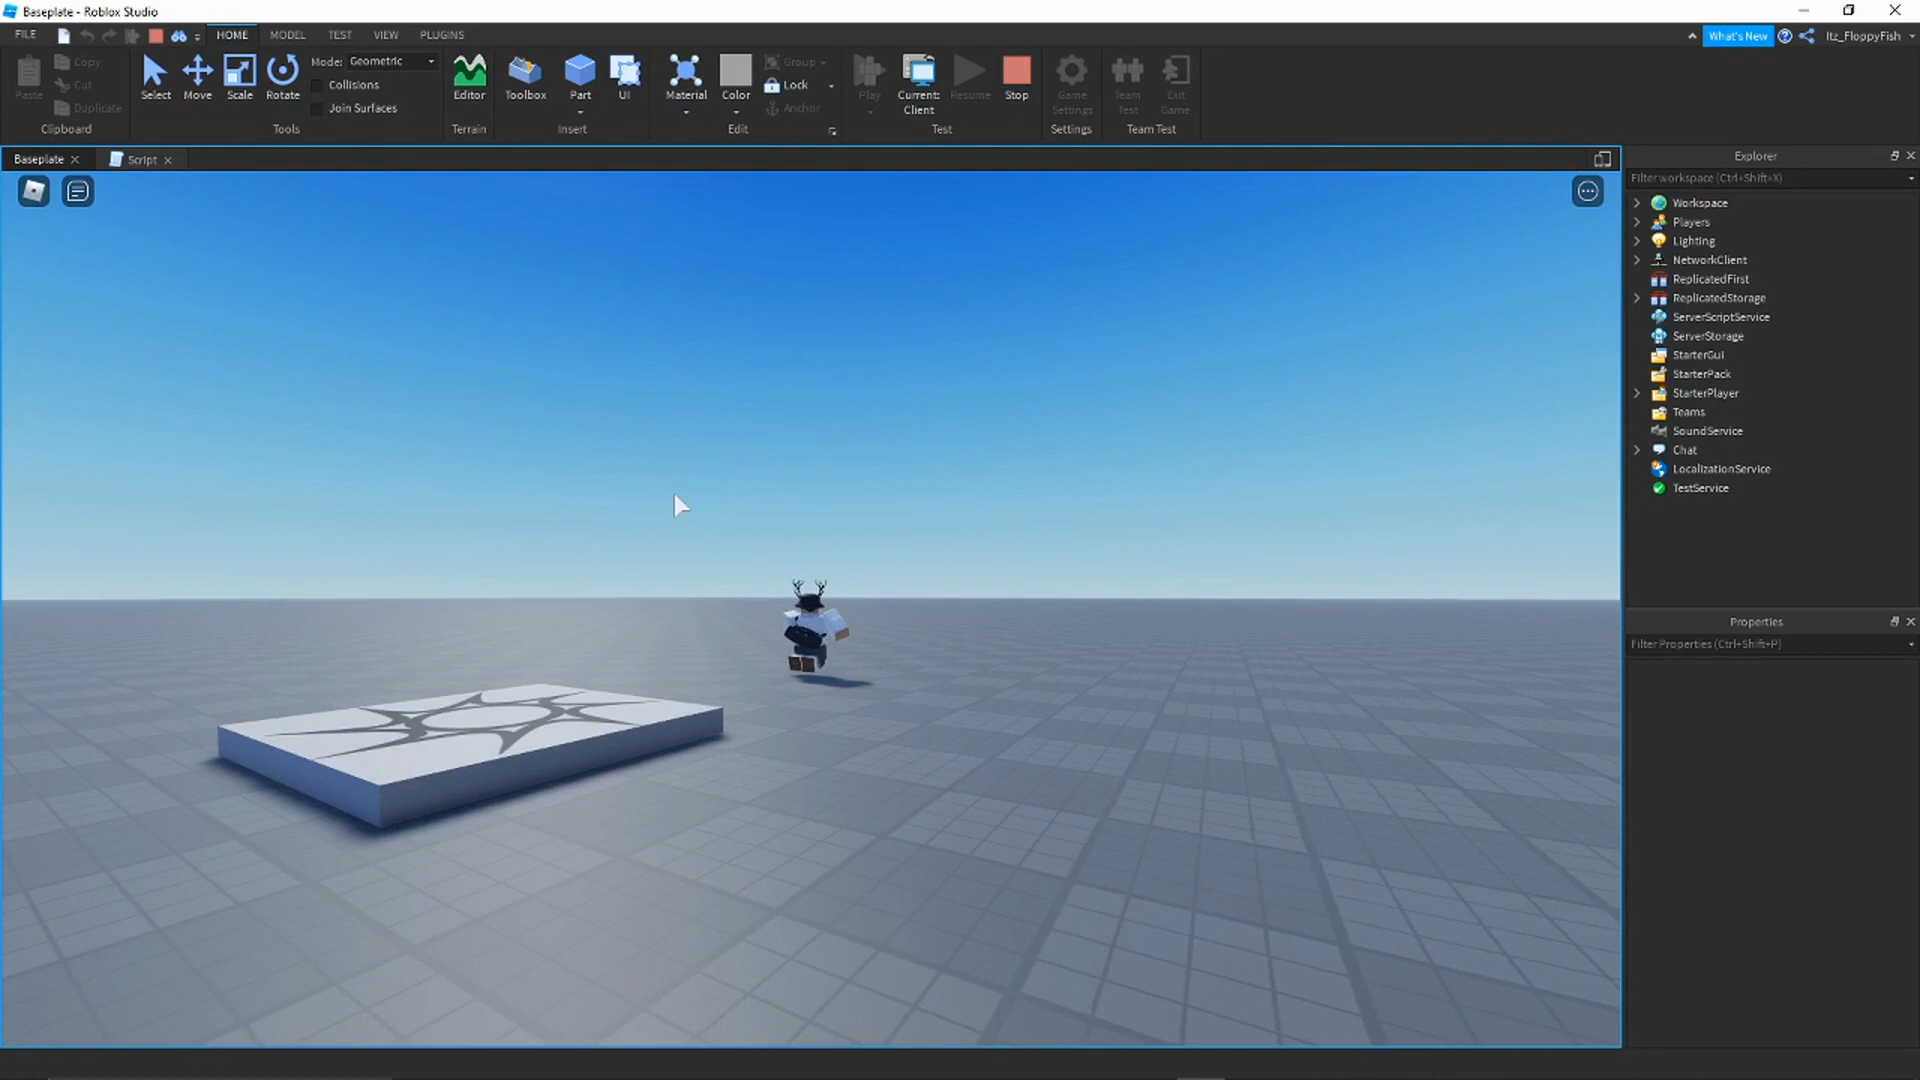 Baseplate - Roblox Studio
FILE HOME MODEL TEST VIEW PLUGINS What's New Itz_FloppyFish
Paste Copy Cut Duplicate
Clipboard
Select Move Scale Rotate
Mode: Geometric
Collisions
Join Surfaces
Tools
Editor
Terrain
Toolbox Part UI
Insert
Material Color
Group
Lock
Anchor
Edit
Play Current: Client Resume Stop
Test
Game Settings
Settings
Team Test Exit Game
Team Test
Baseplate Script
Explorer
Filter workspace (Ctrl+Shift+X)
Workspace
Players
Lighting
NetworkClient
ReplicatedFirst
ReplicatedStorage
ServerScriptService
ServerStorage
StarterGui
StarterPack
StarterPlayer
Teams
SoundService
Chat
LocalizationService
TestService
Properties
Filter Properties (Ctrl+Shift+P)